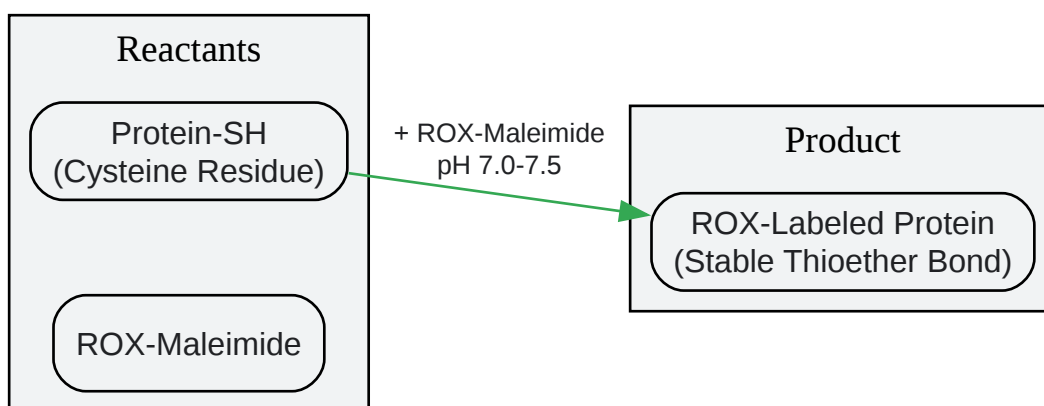 Reactants
Protein-SH
(Cysteine Residue)
ROX-Maleimide
+ ROX-Maleimide
pH 7.0-7.5
Product
ROX-Labeled Protein
(Stable Thioether Bond)